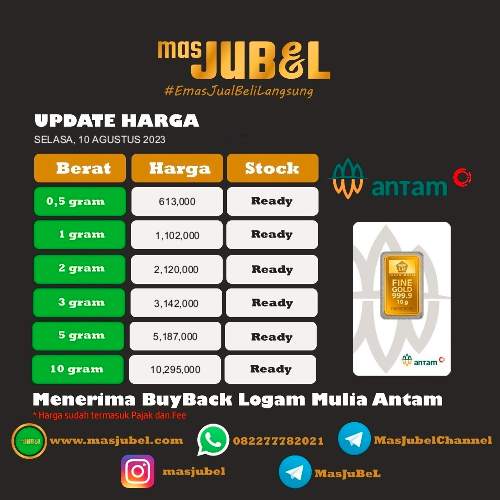 mas JUB&L
#EmasJualBeliLangsung
UPDATE HARGA
SELASA, 10 AGUSTUS 2023
Berat Harga Stock
0,5 gram 613,000 Ready
1 gram 1,102,000 Ready
2 gram 2,120,000 Ready
3 gram 3,142,000 Ready
5 gram 5,187,000 Ready
10 gram 10,295,000 Ready
antam
FINE
GOLD
999.9
10 g
antam
Menerima BuyBack Logam Mulia Antam
* Harga sudah termasuk Pajak dan Fee
www.masjubel.com 082277782021 MasJubelChannel
masjubel MasJuBeL